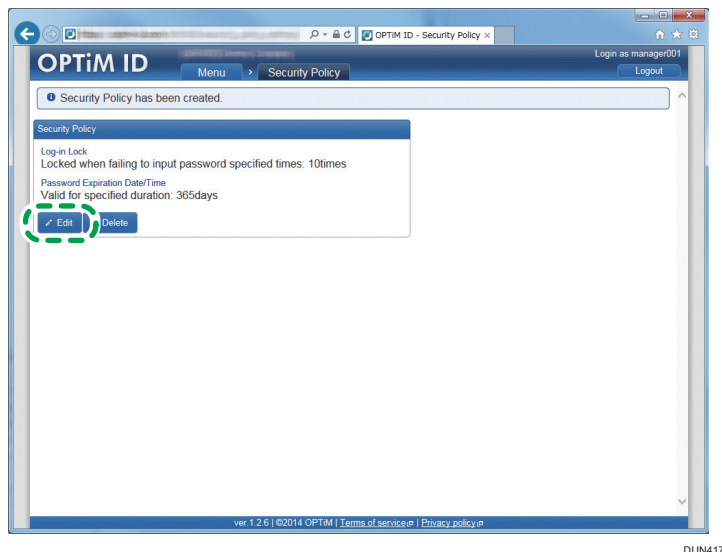 OPTiM ID - Security Policy
OPTiM ID
Login as manager001
Menu
Security Policy
Logout
Security Policy has been created.
Security Policy
Log-in Lock
Locked when failing to input password specified times: 10times
Password Expiration Date/Time
Valid for specified duration: 365days
Edit
Delete
ver.1.2.6 | ©2014 OPTiM | Terms of service | Privacy policy
DUN417